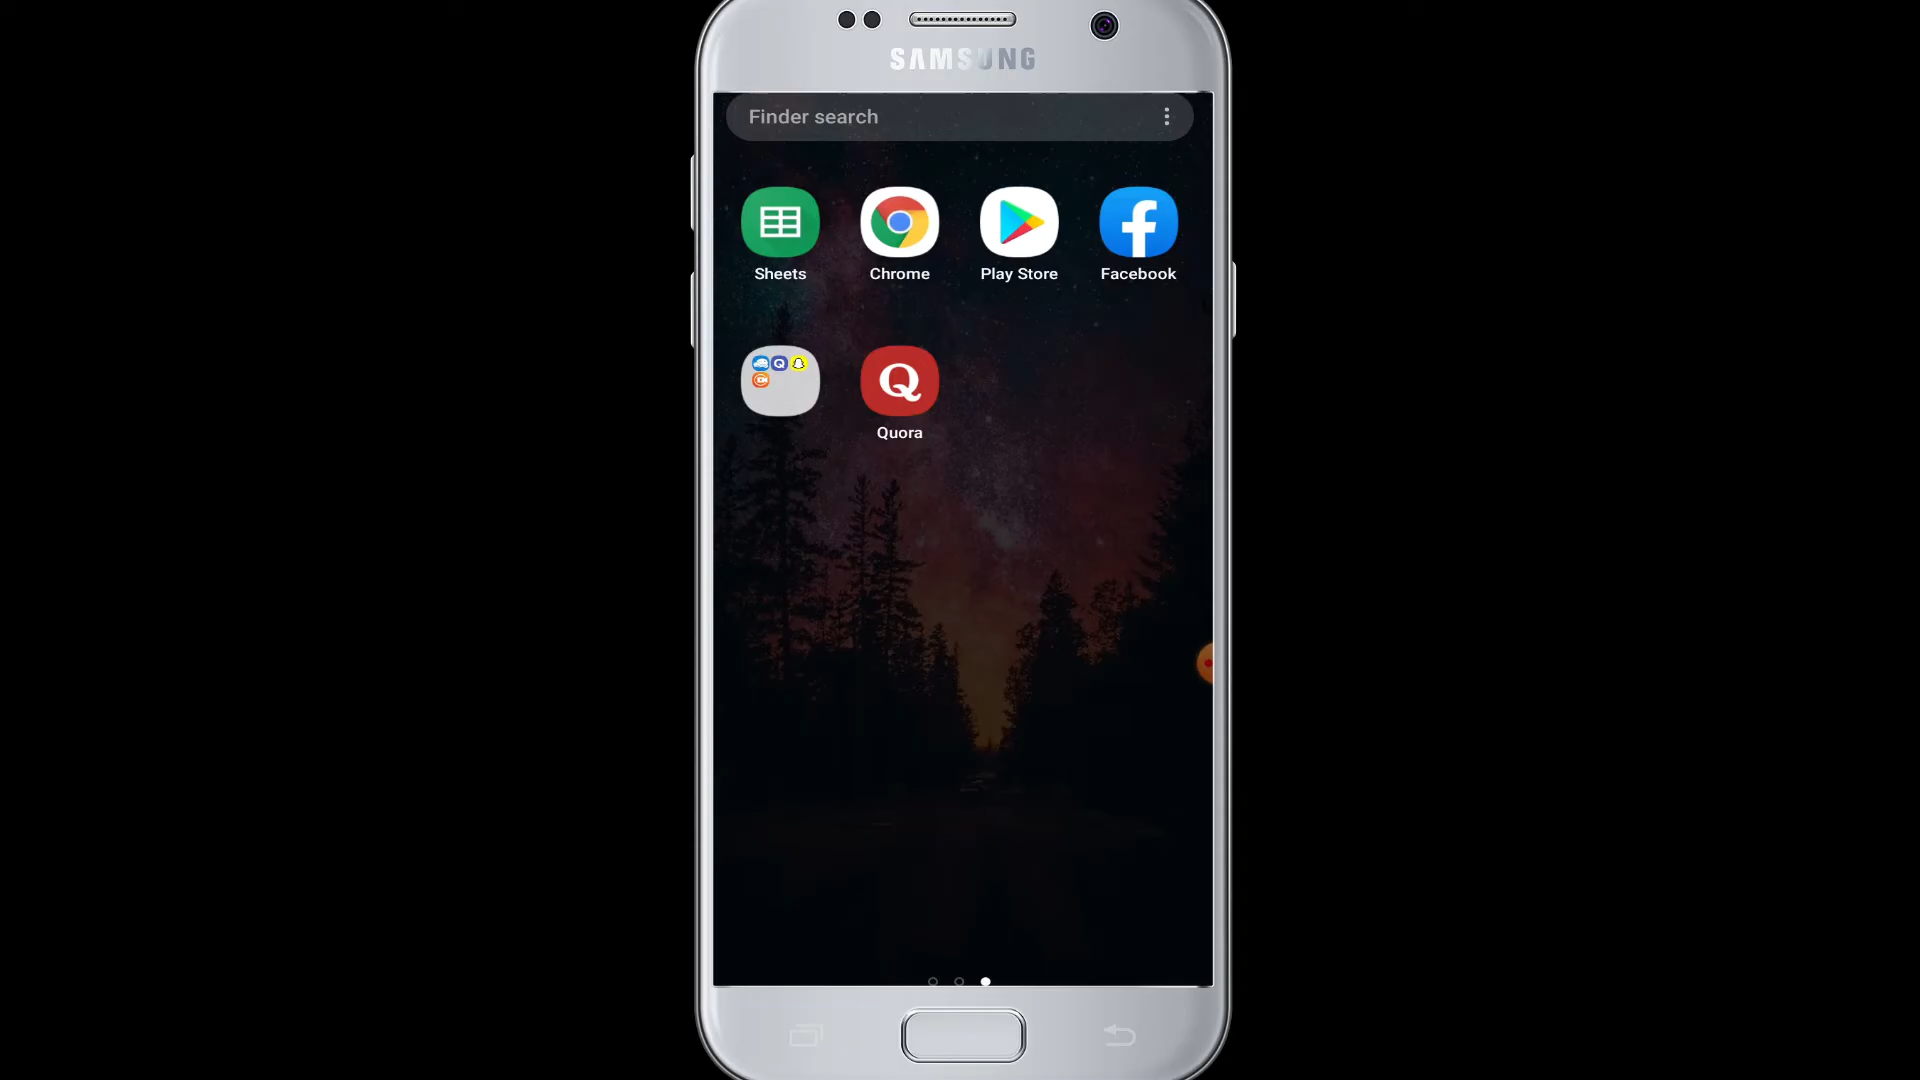 SAMSUNG
Finder search
Sheets
Chrome
Play Store
Facebook
Quora